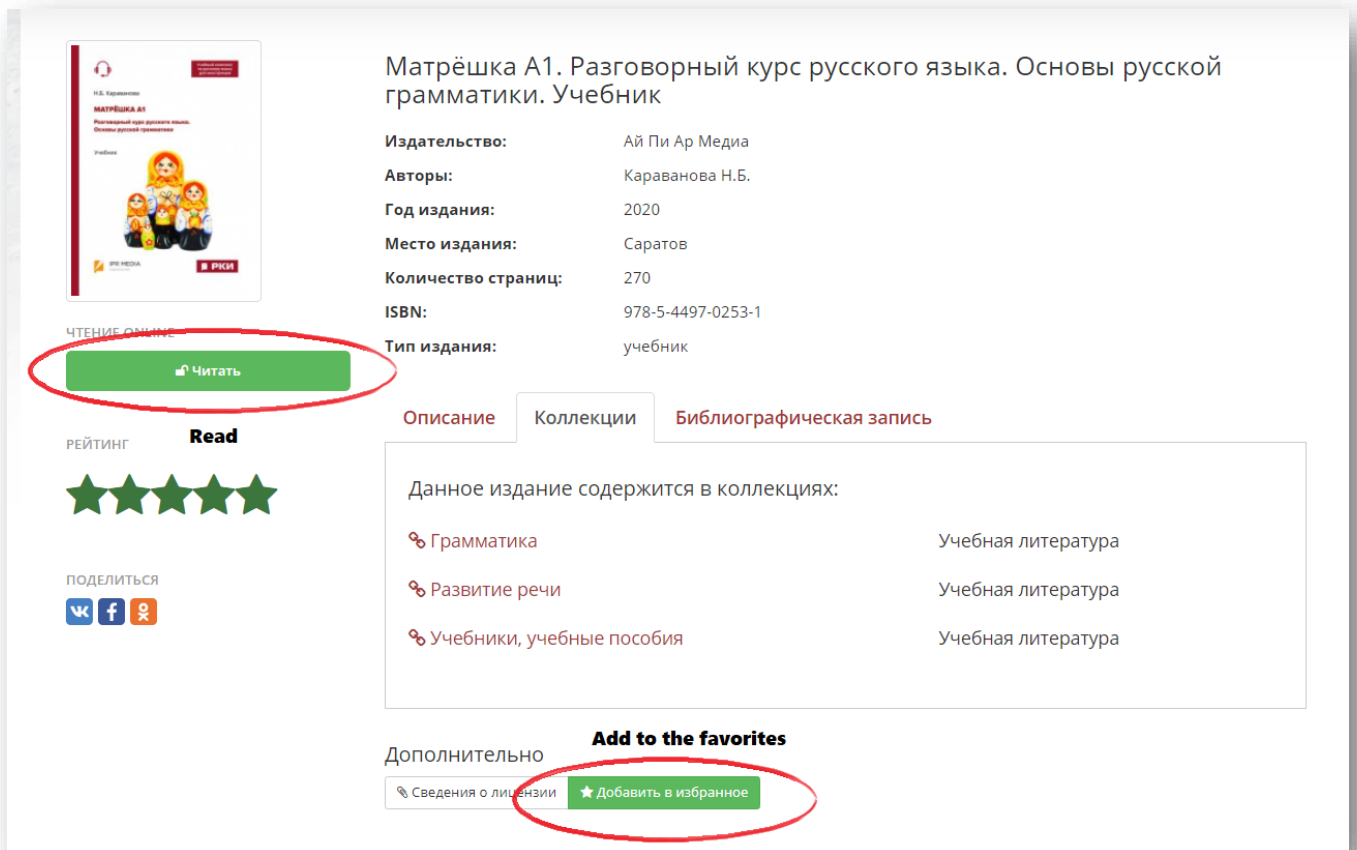 Н.Б. Караванова
МАТРЁШКА А1
Разговорный курс русского языка.
Основы русской грамматики
Учебник
IPR MEDIA
РКИ
ЧТЕНИЕ ONLINE
Читать
Read
РЕЙТИНГ
ПОДЕЛИТЬСЯ
Матрёшка А1. Разговорный курс русского языка. Основы русской
грамматики. Учебник
Издательство: Ай Пи Ар Медиа
Авторы: Караванова Н.Б.
Год издания: 2020
Место издания: Саратов
Количество страниц: 270
ISBN: 978-5-4497-0253-1
Тип издания: учебник
Описание Коллекции Библиографическая запись
Данное издание содержится в коллекциях:
Грамматика Учебная литература
Развитие речи Учебная литература
Учебники, учебные пособия Учебная литература
Add to the favorites
Дополнительно
Сведения о лицензии Добавить в избранное